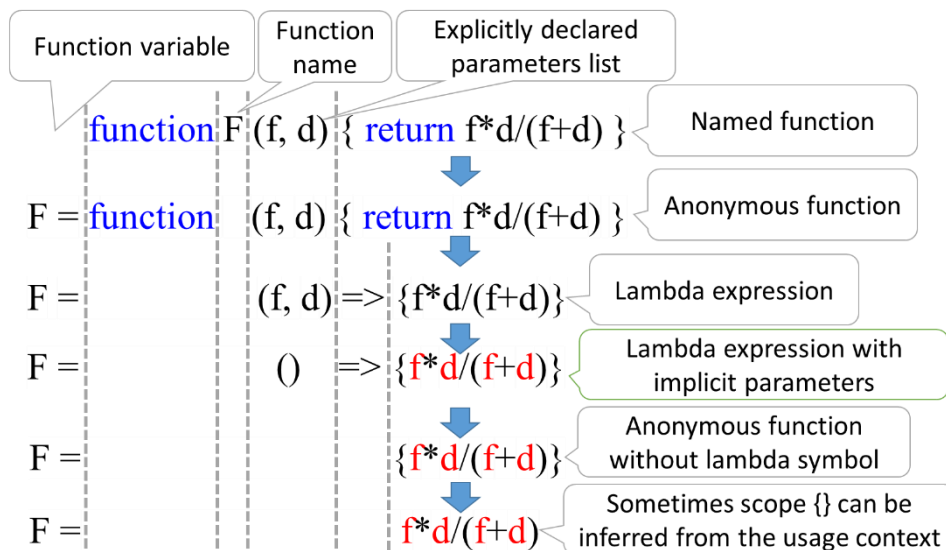 Function variable
Function
name
Explicitly declared
parameters list
function F (f, d) { return f*d/(f+d) }
Named function
F = function (f, d) { return f*d/(f+d) }
Anonymous function
F = (f, d) => {f*d/(f+d)}
Lambda expression
F = () => {f*d/(f+d)}
Lambda expression with
implicit parameters
F = {f*d/(f+d)}
Anonymous function
without lambda symbol
F = f*d/(f+d)
Sometimes scope {} can be
inferred from the usage context